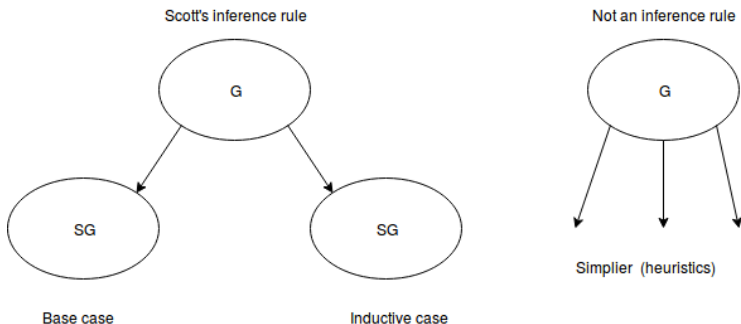 Scott's inference rule
Not an inference rule
G
G
SG
SG
Simplier (heuristics)
Base case
Inductive case